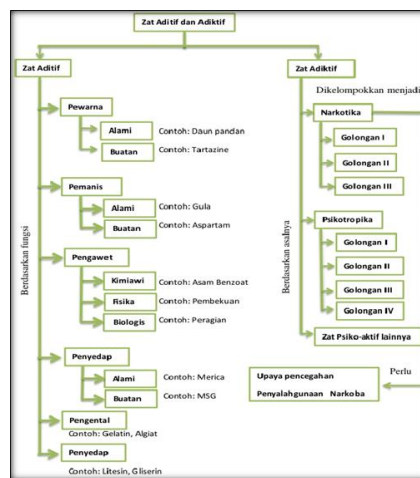 Zat Aditif dan Adiktif
Zat Aditif
Berdasarkan fungsi
Pewarna
Alami Contoh: Daun pandan
Buatan Contoh: Tartazine
Pemanis
Alami Contoh: Gula
Buatan Contoh: Aspartam
Pengawet
Kimiawi Contoh: Asam Benzoat
Fisika Contoh: Pembekuan
Biologis Contoh: Peragian
Penyedap
Alami Contoh: Merica
Buatan Contoh: MSG
Pengental
Contoh: Gelatin, Algiat
Penyedap
Contoh: Litesin, Gliserin
Zat Adiktif
Dikelompokkan menjadi
Berdasarkan asalnya
Narkotika
Golongan I
Golongan II
Golongan III
Psikotropika
Golongan I
Golongan II
Golongan III
Golongan IV
Zat Psiko-aktif lainnya
Perlu
Upaya pencegahan
Penyalahgunaan Narkoba